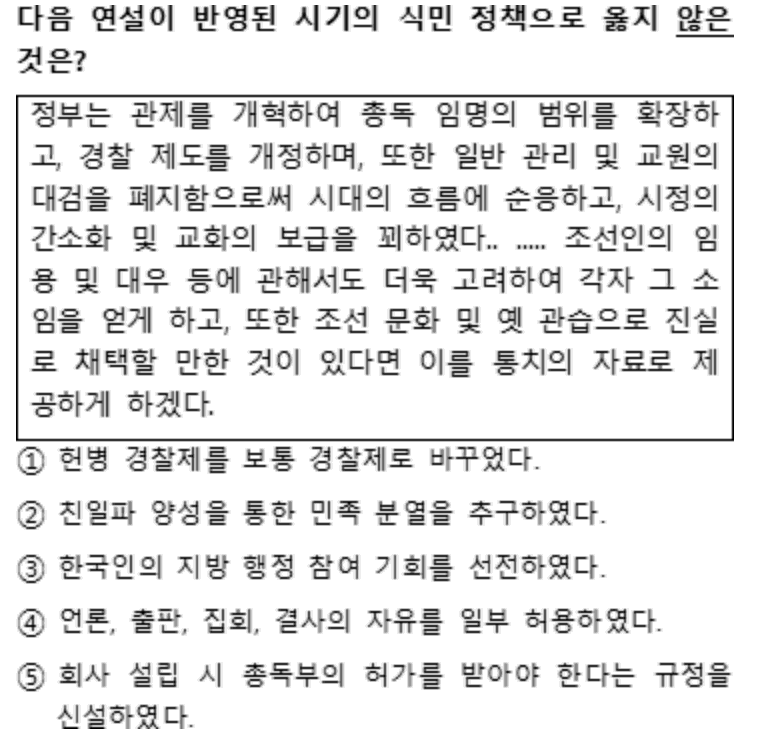 다음 연설이 반영된 시기의 식민 정책으로 옳지 않은
것은?
정부는 관제를 개혁하여 총독 임명의 범위를 확장하
고, 경찰 제도를 개정하며, 또한 일반 관리 및 교원의
대검을 폐지함으로써 시대의 흐름에 순응하고, 시정의
간소화 및 교화의 보급을 꾀하였다.. ..... 조선인의 임
용 및 대우 등에 관해서도 더욱 고려하여 각자 그 소
임을 얻게 하고, 또한 조선 문화 및 옛 관습으로 진실
로 채택할 만한 것이 있다면 이를 통치의 자료로 제
공하게 하겠다.
① 헌병 경찰제를 보통 경찰제로 바꾸었다.
② 친일파 양성을 통한 민족 분열을 추구하였다.
③ 한국인의 지방 행정 참여 기회를 선전하였다.
④ 언론, 출판, 집회, 결사의 자유를 일부 허용하였다.
⑤ 회사 설립 시 총독부의 허가를 받아야 한다는 규정을
신설하였다.